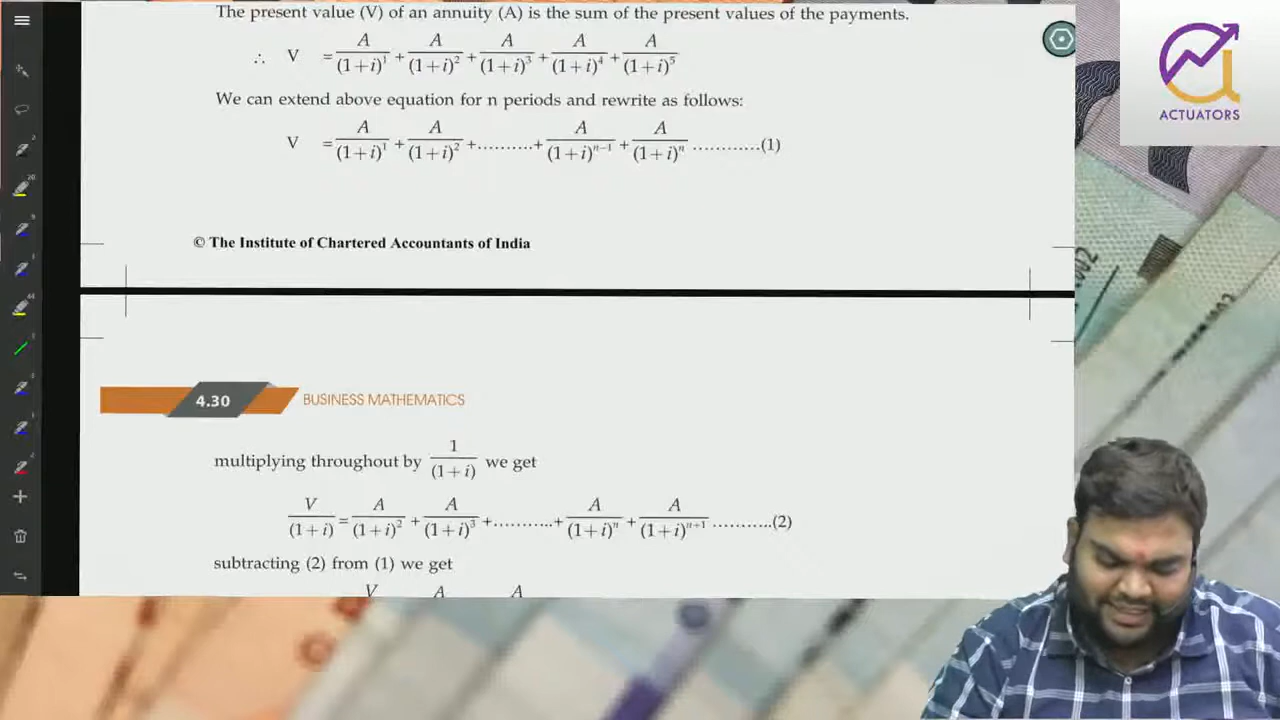 The present value (V) of an annuity (A) is the sum of the present values of the payments.
∴ V = A/(1+i)^1 + A/(1+i)^2 + A/(1+i)^3 + A/(1+i)^4 + A/(1+i)^5
We can extend above equation for n periods and rewrite as follows:
V = A/(1+i)^1 + A/(1+i)^2 +..........+ A/(1+i)^{n−1} + A/(1+i)^n ............(1)
© The Institute of Chartered Accountants of India
4.30 BUSINESS MATHEMATICS
multiplying throughout by 1/(1+i) we get
V/(1+i) = A/(1+i)^2 + A/(1+i)^3 +...........+ A/(1+i)^n + A/(1+i)^{n+1} ...........(2)
subtracting (2) from (1) we get
V A A
ACTUATORS